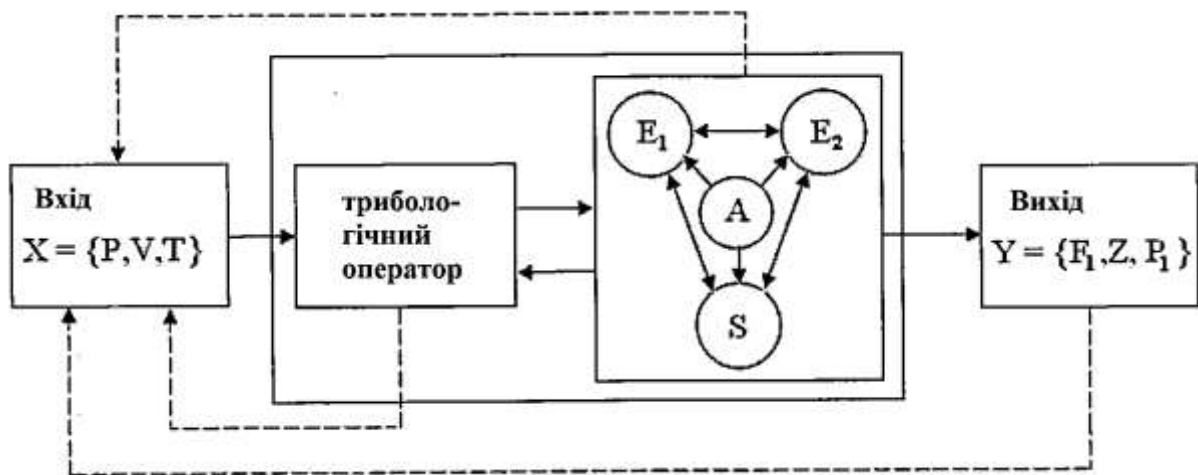 Вхід
X = {P,V,T}
триболо-
гічний
оператор
E₁
E₂
A
S
Вихід
Y = {F₁,Z, P₁}